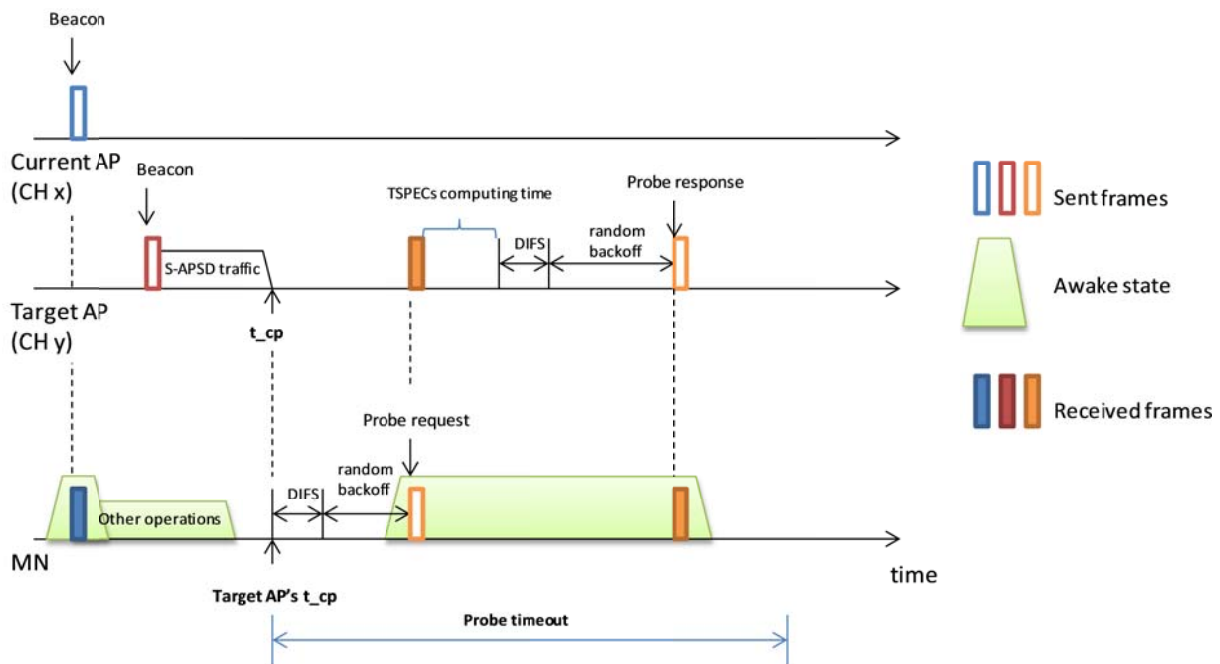 Beacon
Current AP
(CH x)
Beacon
TSPECs computing time
Probe response
DIFS
random
backoff
S-APSD traffic
Target AP
(CH y)
t_cp
Sent frames
Awake state
Received frames
Probe request
random
backoff
DIFS
Other operations
MN
time
Target AP's t_cp
Probe timeout